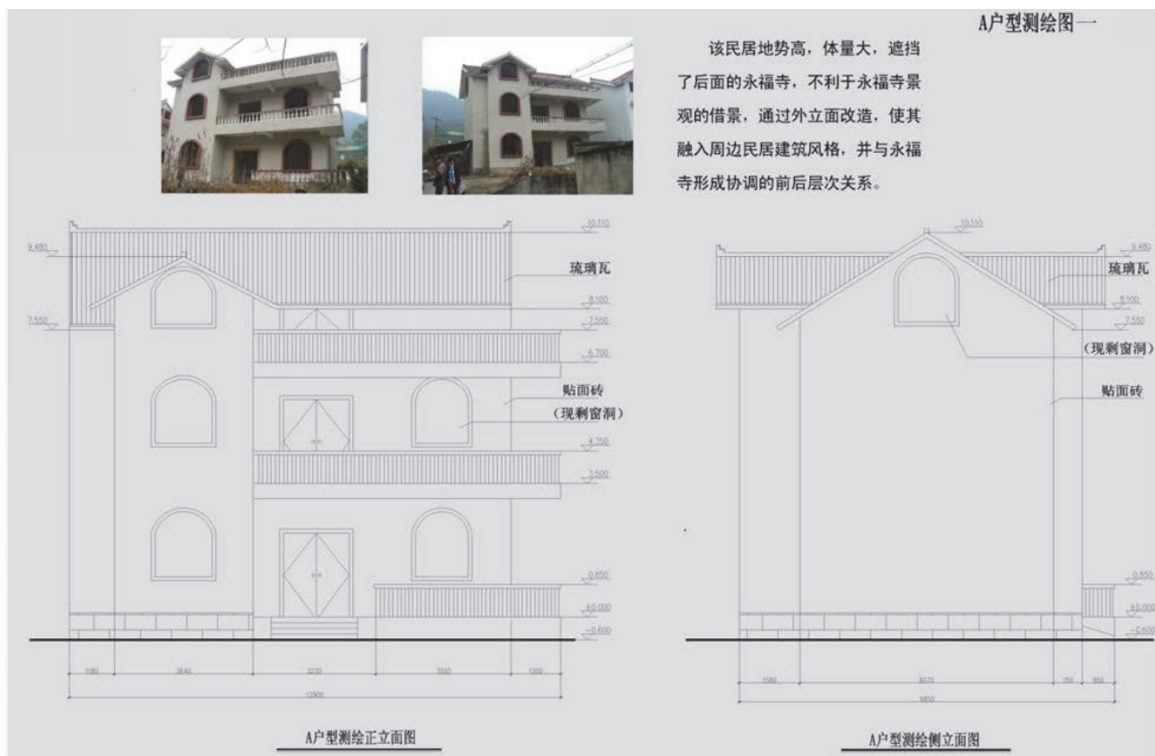 A户型测绘图一
该民居地势高，体量大，遮挡
了后面的永福寺，不利于永福寺景
观的借景，通过外立面改造，使其
融入周边民居建筑风格，并与永福
寺形成协调的前后层次关系。
10.110
9.480
琉璃瓦
8.100
7.550
7.550
6.700
贴面砖
（现剩窗洞）
4.350
3.500
0.850
±0.000
-0.600
3230
1300
12900
A户型测绘正立面图
10.110
9.480
琉璃瓦
8.100
7.550
（现剩窗洞）
贴面砖
0.850
±0.000
-0.600
1580
750
A户型测绘侧立面图